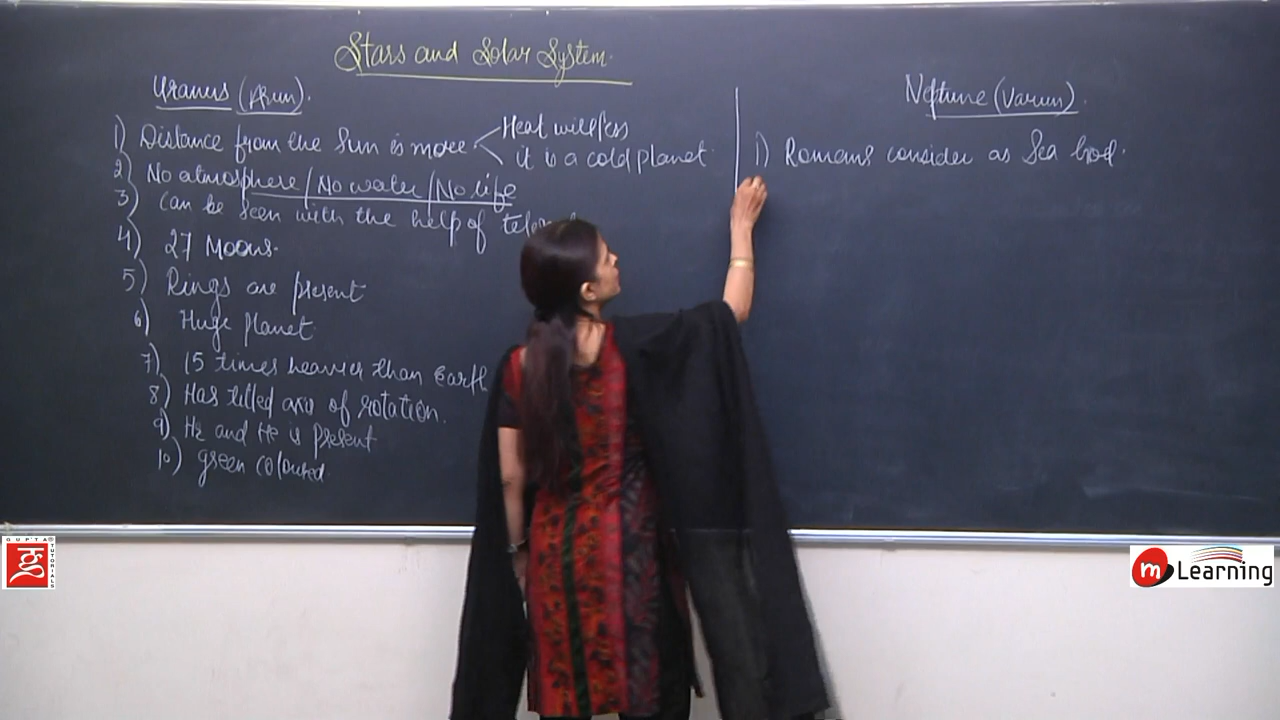 Stars and Solar System.
Uranus (Arun).
1) Distance from the Sun is more
Heat will less
it is a cold planet
2) No atmosphere / No water / No life
3) Can be seen with the help of
4) 27 Moons.
5) Rings are present
6) Huge planet
7) 15 times heavier than Earth
8) Has tilted axis of rotation.
9) H2 and He is present
10) green coloured
Neptune (Varun).
1) Romans consider as Sea God.
GUPTA TUTORIALS
m Learning